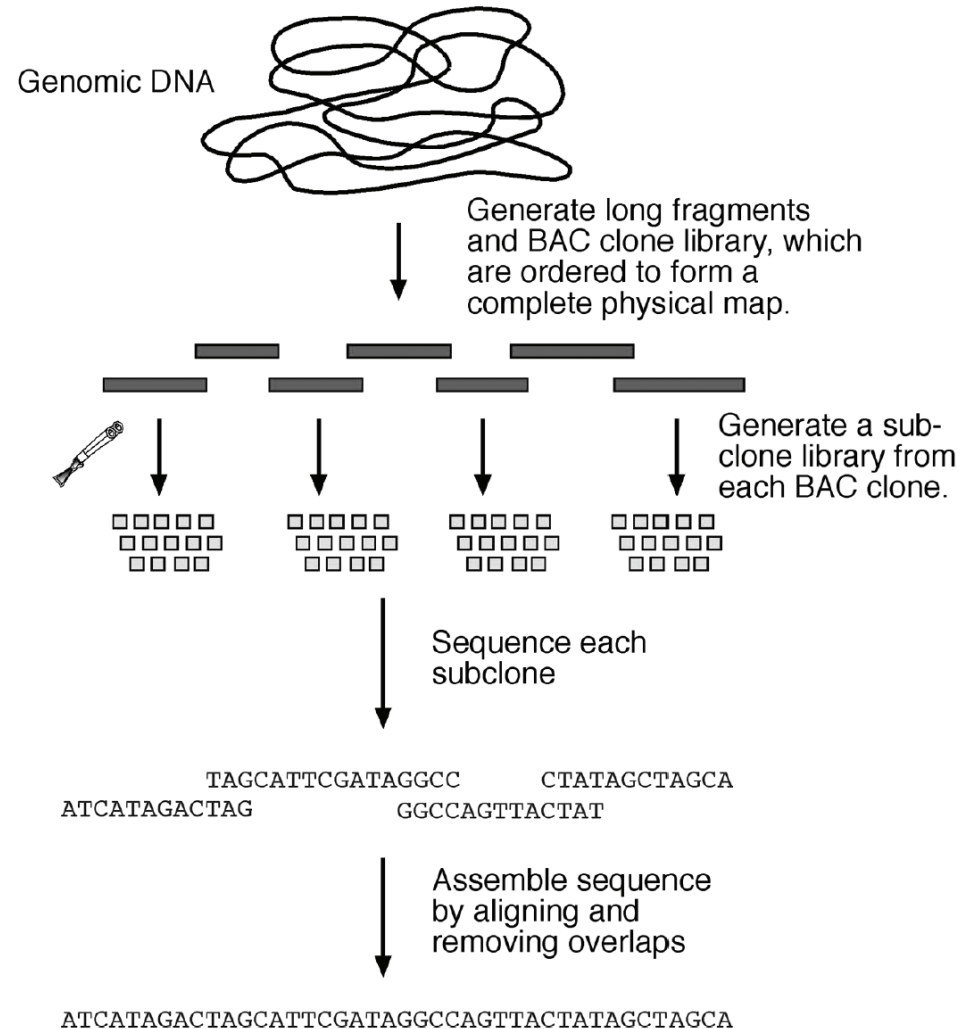 Genomic DNA
Generate long fragments
and BAC clone library, which
are ordered to form a
complete physical map.
Generate a sub-
clone library from
each BAC clone.
Sequence each
subclone
TAGCATTCGATAGGCC CTATAGCTAGCA
ATCATAGACTAG GGCCAGTTACTAT
Assemble sequence
by aligning and
removing overlaps
ATCATAGACTAGCATTCGATAGGCCAGTTACTATAGCTAGCA